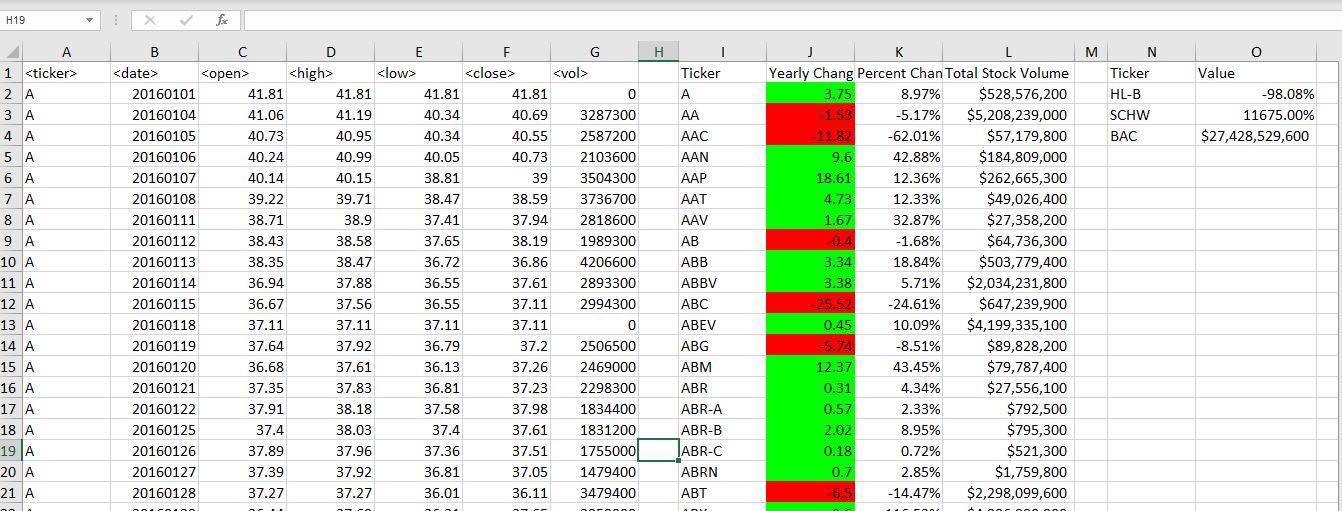 H19 fx
A B C D E F G H I J K L M N O
1 <ticker> <date> <open> <high> <low> <close> <vol> Ticker Yearly Chang Percent Chan Total Stock Volume Ticker Value
2 A 20160101 41.81 41.81 41.81 41.81 0 A 3.75 8.97% $528,576,200 HL-B -98.08%
3 A 20160104 41.06 41.19 40.34 40.69 3287300 AA -1.53 -5.17% $5,208,239,000 SCHW 11675.00%
4 A 20160105 40.73 40.95 40.34 40.55 2587200 AAC -11.82 -62.01% $57,179,800 BAC $27,428,529,600
5 A 20160106 40.24 40.99 40.05 40.73 2103600 AAN 9.6 42.88% $184,809,000
6 A 20160107 40.14 40.15 38.81 39 3504300 AAP 18.61 12.36% $262,665,300
7 A 20160108 39.22 39.71 38.47 38.59 3736700 AAT 4.73 12.33% $49,026,400
8 A 20160111 38.71 38.9 37.41 37.94 2818600 AAV 1.67 32.87% $27,358,200
9 A 20160112 38.43 38.58 37.65 38.19 1989300 AB -0.4 -1.68% $64,736,300
10 A 20160113 38.35 38.47 36.72 36.86 4206600 ABB 3.34 18.84% $503,779,400
11 A 20160114 36.94 37.88 36.55 37.61 2893300 ABBV 3.38 5.71% $2,034,231,800
12 A 20160115 36.67 37.56 36.55 37.11 2994300 ABC -25.52 -24.61% $647,239,900
13 A 20160118 37.11 37.11 37.11 37.11 0 ABEV 0.45 10.09% $4,199,335,100
14 A 20160119 37.64 37.92 36.79 37.2 2506500 ABG -5.74 -8.51% $89,828,200
15 A 20160120 36.68 37.61 36.13 37.26 2469000 ABM 12.37 43.45% $79,787,400
16 A 20160121 37.35 37.83 36.81 37.23 2298300 ABR 0.31 4.34% $27,556,100
17 A 20160122 37.91 38.18 37.58 37.98 1834400 ABR-A 0.57 2.33% $792,500
18 A 20160125 37.4 38.03 37.4 37.61 1831200 ABR-B 2.02 8.95% $795,300
19 A 20160126 37.89 37.96 37.36 37.51 1755000 ABR-C 0.18 0.72% $521,300
20 A 20160127 37.39 37.92 36.81 37.05 1479400 ABRN 0.7 2.85% $1,759,800
21 A 20160128 37.27 37.27 36.01 36.11 3479400 ABT -6.5 -14.47% $2,298,099,600